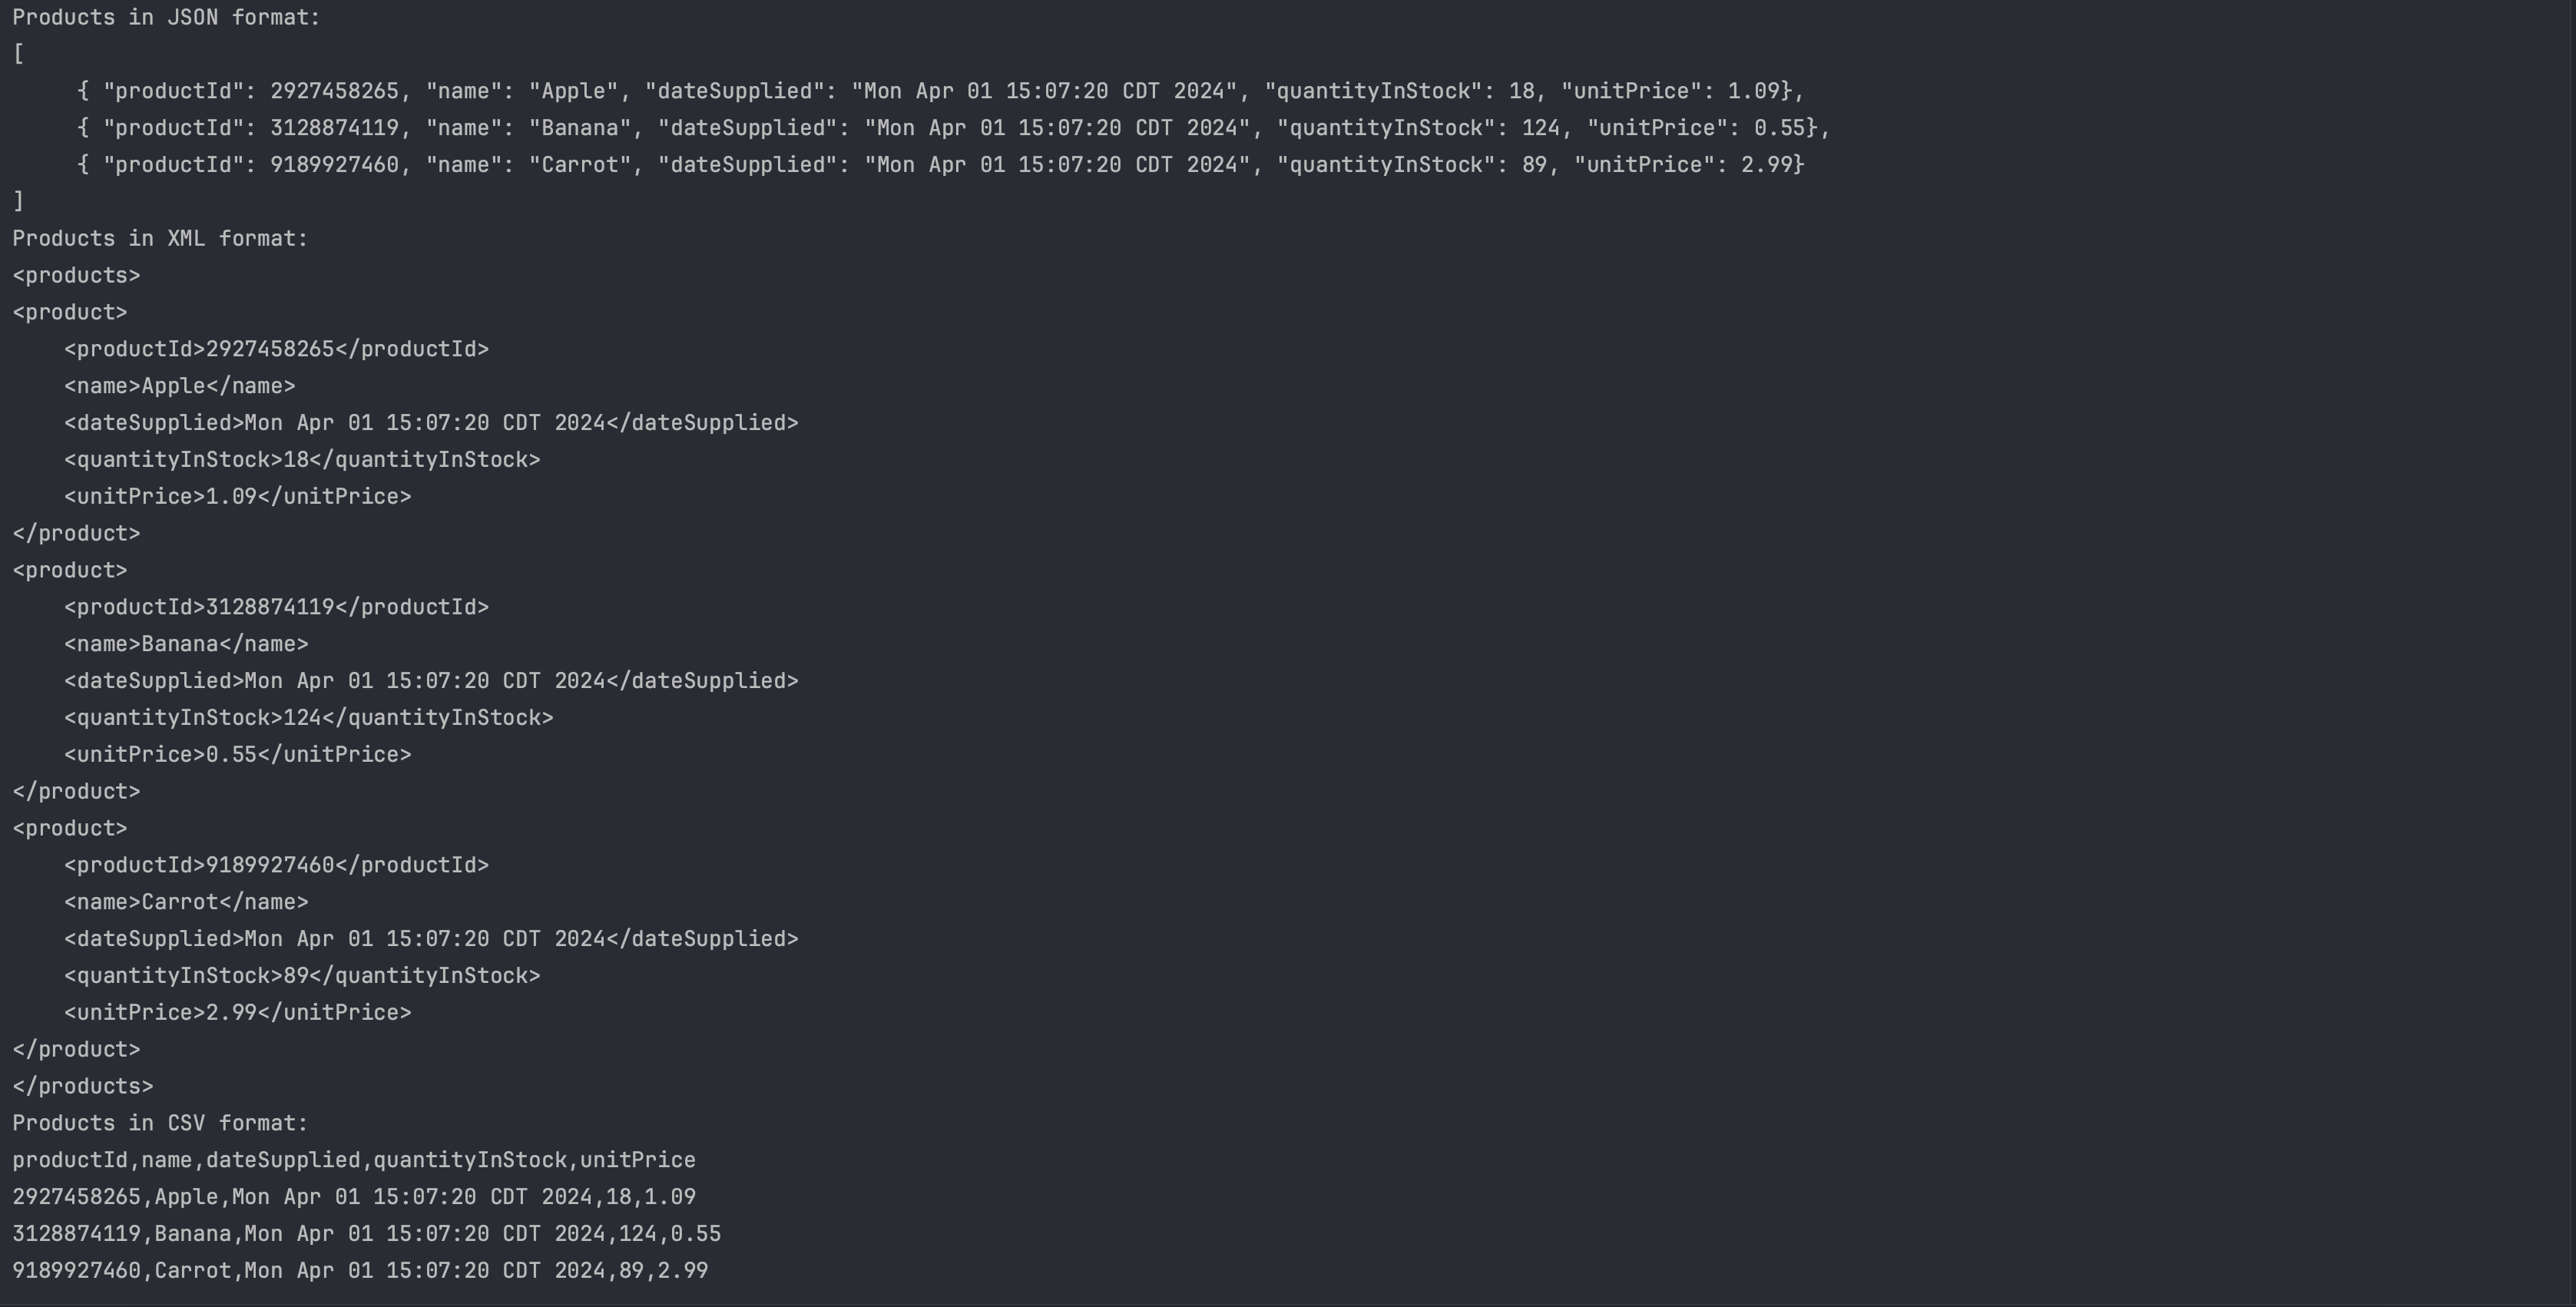 Products in JSON format:
[
     { "productId": 2927458265, "name": "Apple", "dateSupplied": "Mon Apr 01 15:07:20 CDT 2024", "quantityInStock": 18, "unitPrice": 1.09},
     { "productId": 3128874119, "name": "Banana", "dateSupplied": "Mon Apr 01 15:07:20 CDT 2024", "quantityInStock": 124, "unitPrice": 0.55},
     { "productId": 9189927460, "name": "Carrot", "dateSupplied": "Mon Apr 01 15:07:20 CDT 2024", "quantityInStock": 89, "unitPrice": 2.99}
]
Products in XML format:
<products>
<product>
    <productId>2927458265</productId>
    <name>Apple</name>
    <dateSupplied>Mon Apr 01 15:07:20 CDT 2024</dateSupplied>
    <quantityInStock>18</quantityInStock>
    <unitPrice>1.09</unitPrice>
</product>
<product>
    <productId>3128874119</productId>
    <name>Banana</name>
    <dateSupplied>Mon Apr 01 15:07:20 CDT 2024</dateSupplied>
    <quantityInStock>124</quantityInStock>
    <unitPrice>0.55</unitPrice>
</product>
<product>
    <productId>9189927460</productId>
    <name>Carrot</name>
    <dateSupplied>Mon Apr 01 15:07:20 CDT 2024</dateSupplied>
    <quantityInStock>89</quantityInStock>
    <unitPrice>2.99</unitPrice>
</product>
</products>
Products in CSV format:
productId,name,dateSupplied,quantityInStock,unitPrice
2927458265,Apple,Mon Apr 01 15:07:20 CDT 2024,18,1.09
3128874119,Banana,Mon Apr 01 15:07:20 CDT 2024,124,0.55
9189927460,Carrot,Mon Apr 01 15:07:20 CDT 2024,89,2.99